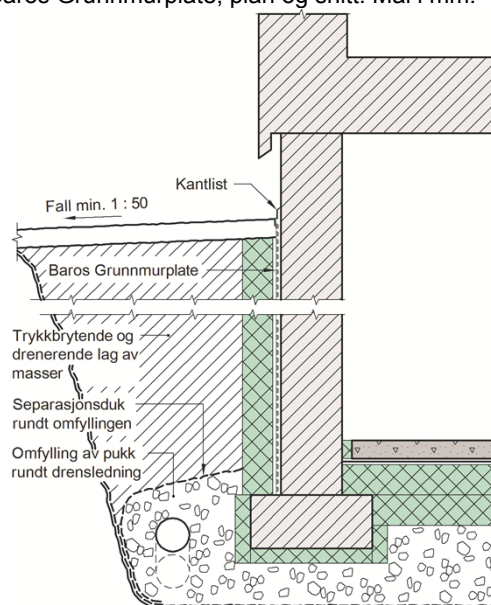 Baros Grunnmurplate, plan og snitt. Mål i mm.
Kantlist
Fall min. 1 : 50
Baros Grunnmurplate
Trykkbrytende og
drenerende lag av
masser
Separasjonsduk
rundt omfyllingen
Omfylling av pukk
rundt drensledning